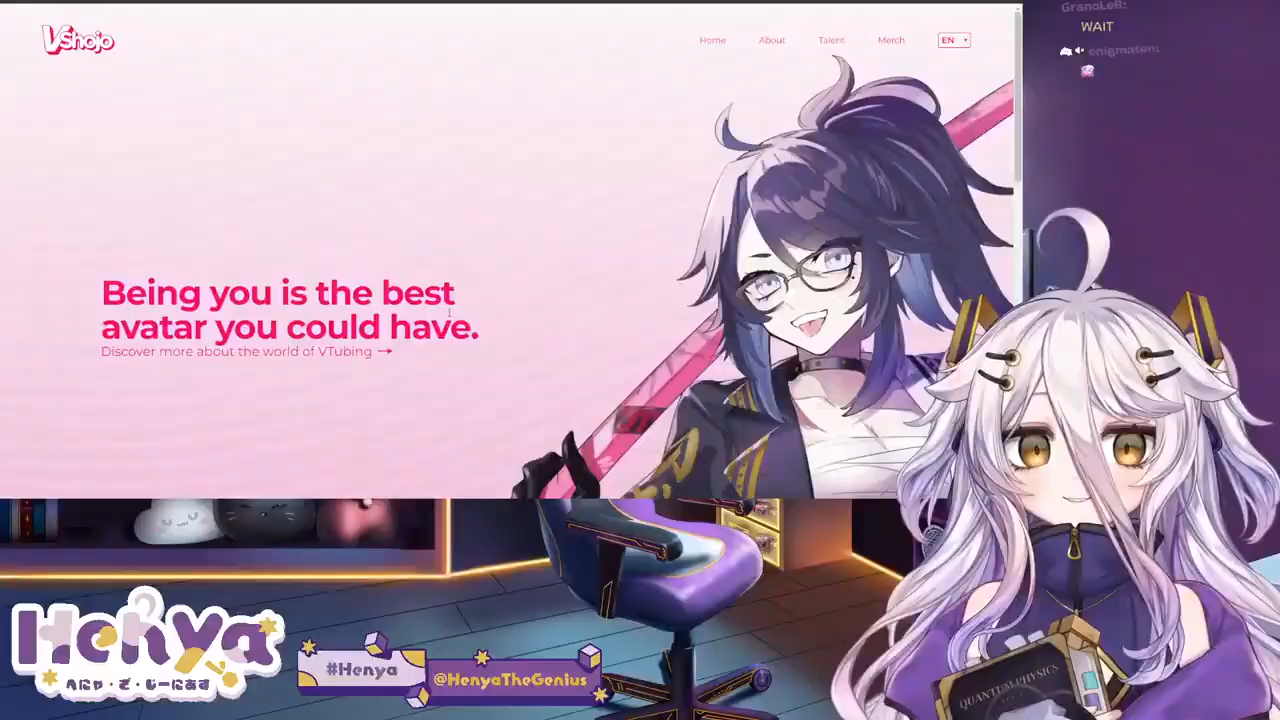 VShojo
Home
About
Talent
Merch
EN
GranoLeB:
WAIT
enigmaten:
Being you is the best
avatar you could have.
Discover more about the world of VTubing →
Henya
へにゃ・ざ・じーにあす
#Henya
@HenyaTheGenius
QUANTUM PHYSICS